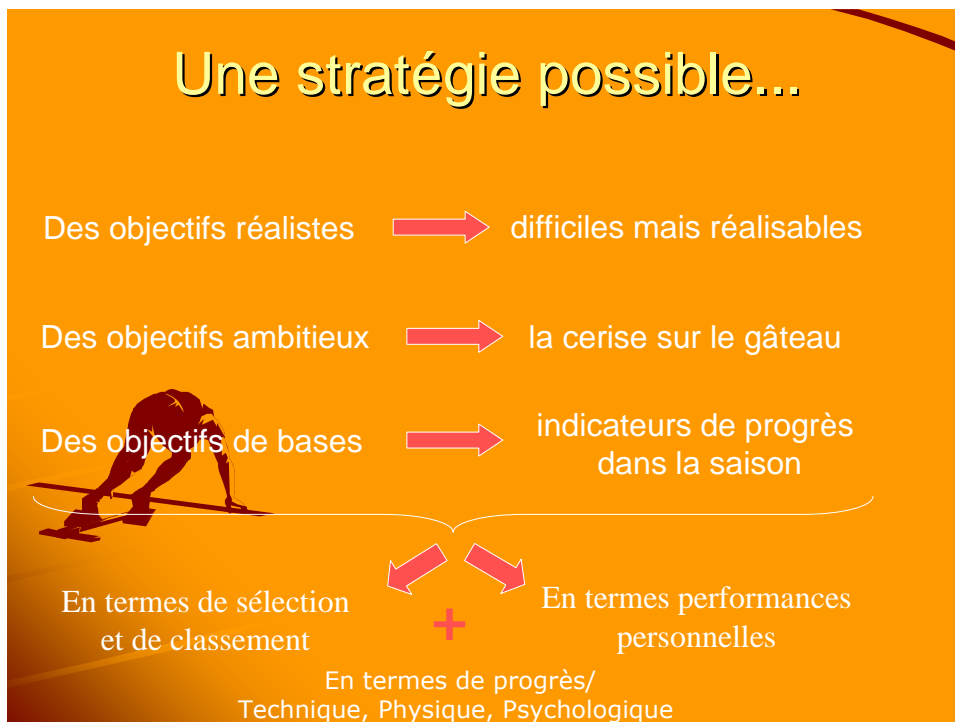 Une stratégie possible...
Des objectifs réalistes
difficiles mais réalisables
Des objectifs ambitieux
la cerise sur le gâteau
Des objectifs de bases
indicateurs de progrès
dans la saison
En termes de sélection
et de classement
+
En termes performances
personnelles
En termes de progrès/
Technique, Physique, Psychologique